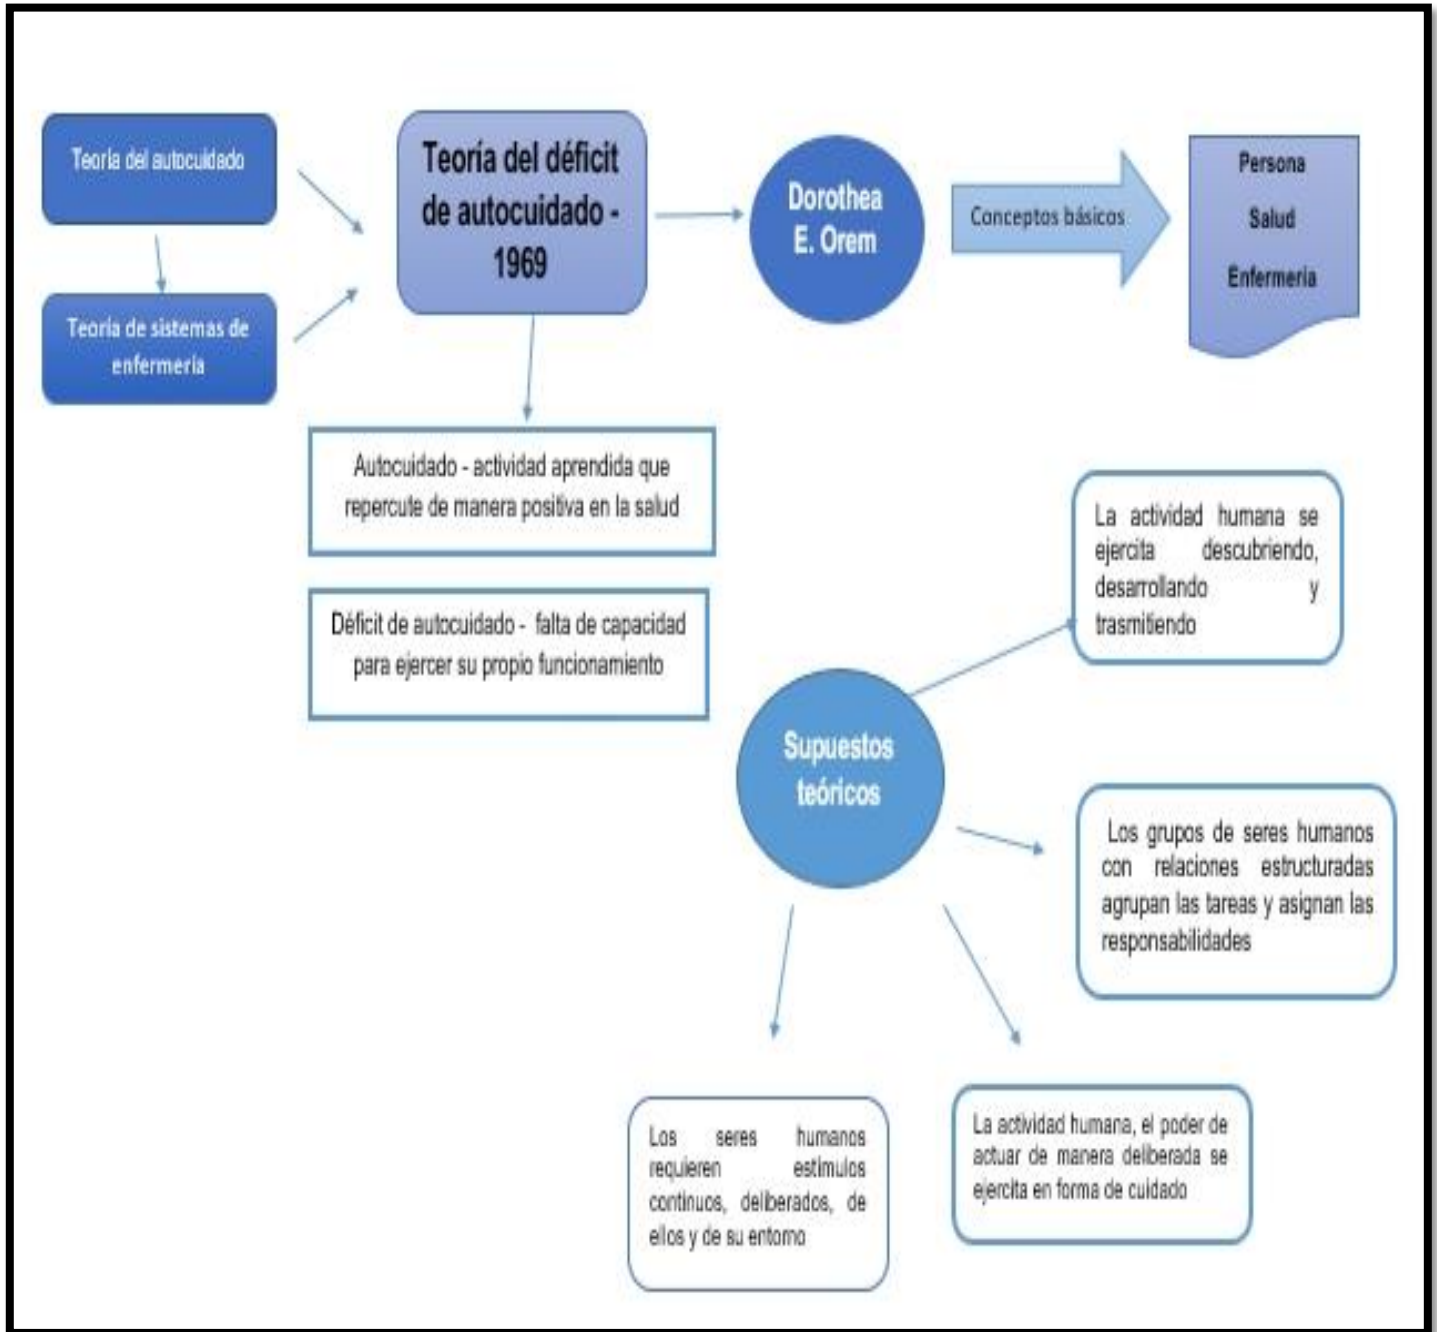 Teoría del autocuidado
Teoría de sistemas de
enfermería
Teoría del déficit
de autocuidado -
1969
Dorothea
E. Orem
Conceptos básicos
Persona
Salud
Enfermería
Autocuidado - actividad aprendida que
repercute de manera positiva en la salud
Déficit de autocuidado - falta de capacidad
para ejercer su propio funcionamiento
Supuestos
teóricos
La actividad humana se
ejercita descubriendo,
desarrollando y
trasmitiendo
Los grupos de seres humanos
con relaciones estructuradas
agrupan las tareas y asignan las
responsabilidades
La actividad humana, el poder de
actuar de manera deliberada se
ejercita en forma de cuidado
Los seres humanos
requieren estímulos
continuos, deliberados, de
ellos y de su entorno